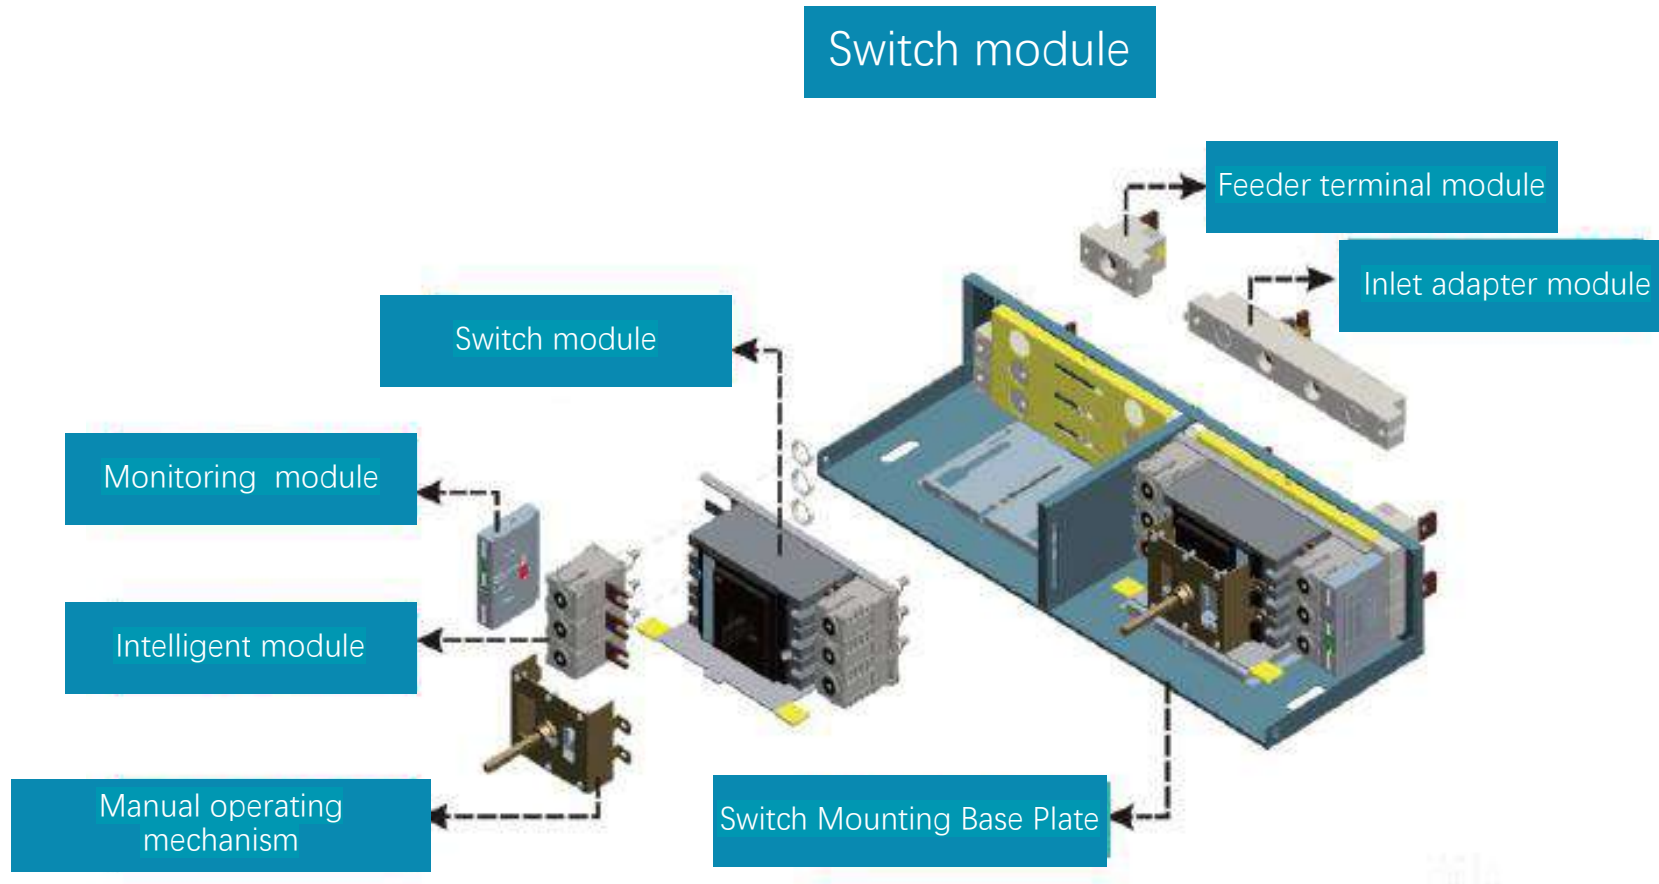 Switch module
Feeder terminal module
Inlet adapter module
Switch module
Monitoring module
Intelligent module
Manual operating
mechanism
Switch Mounting Base Plate